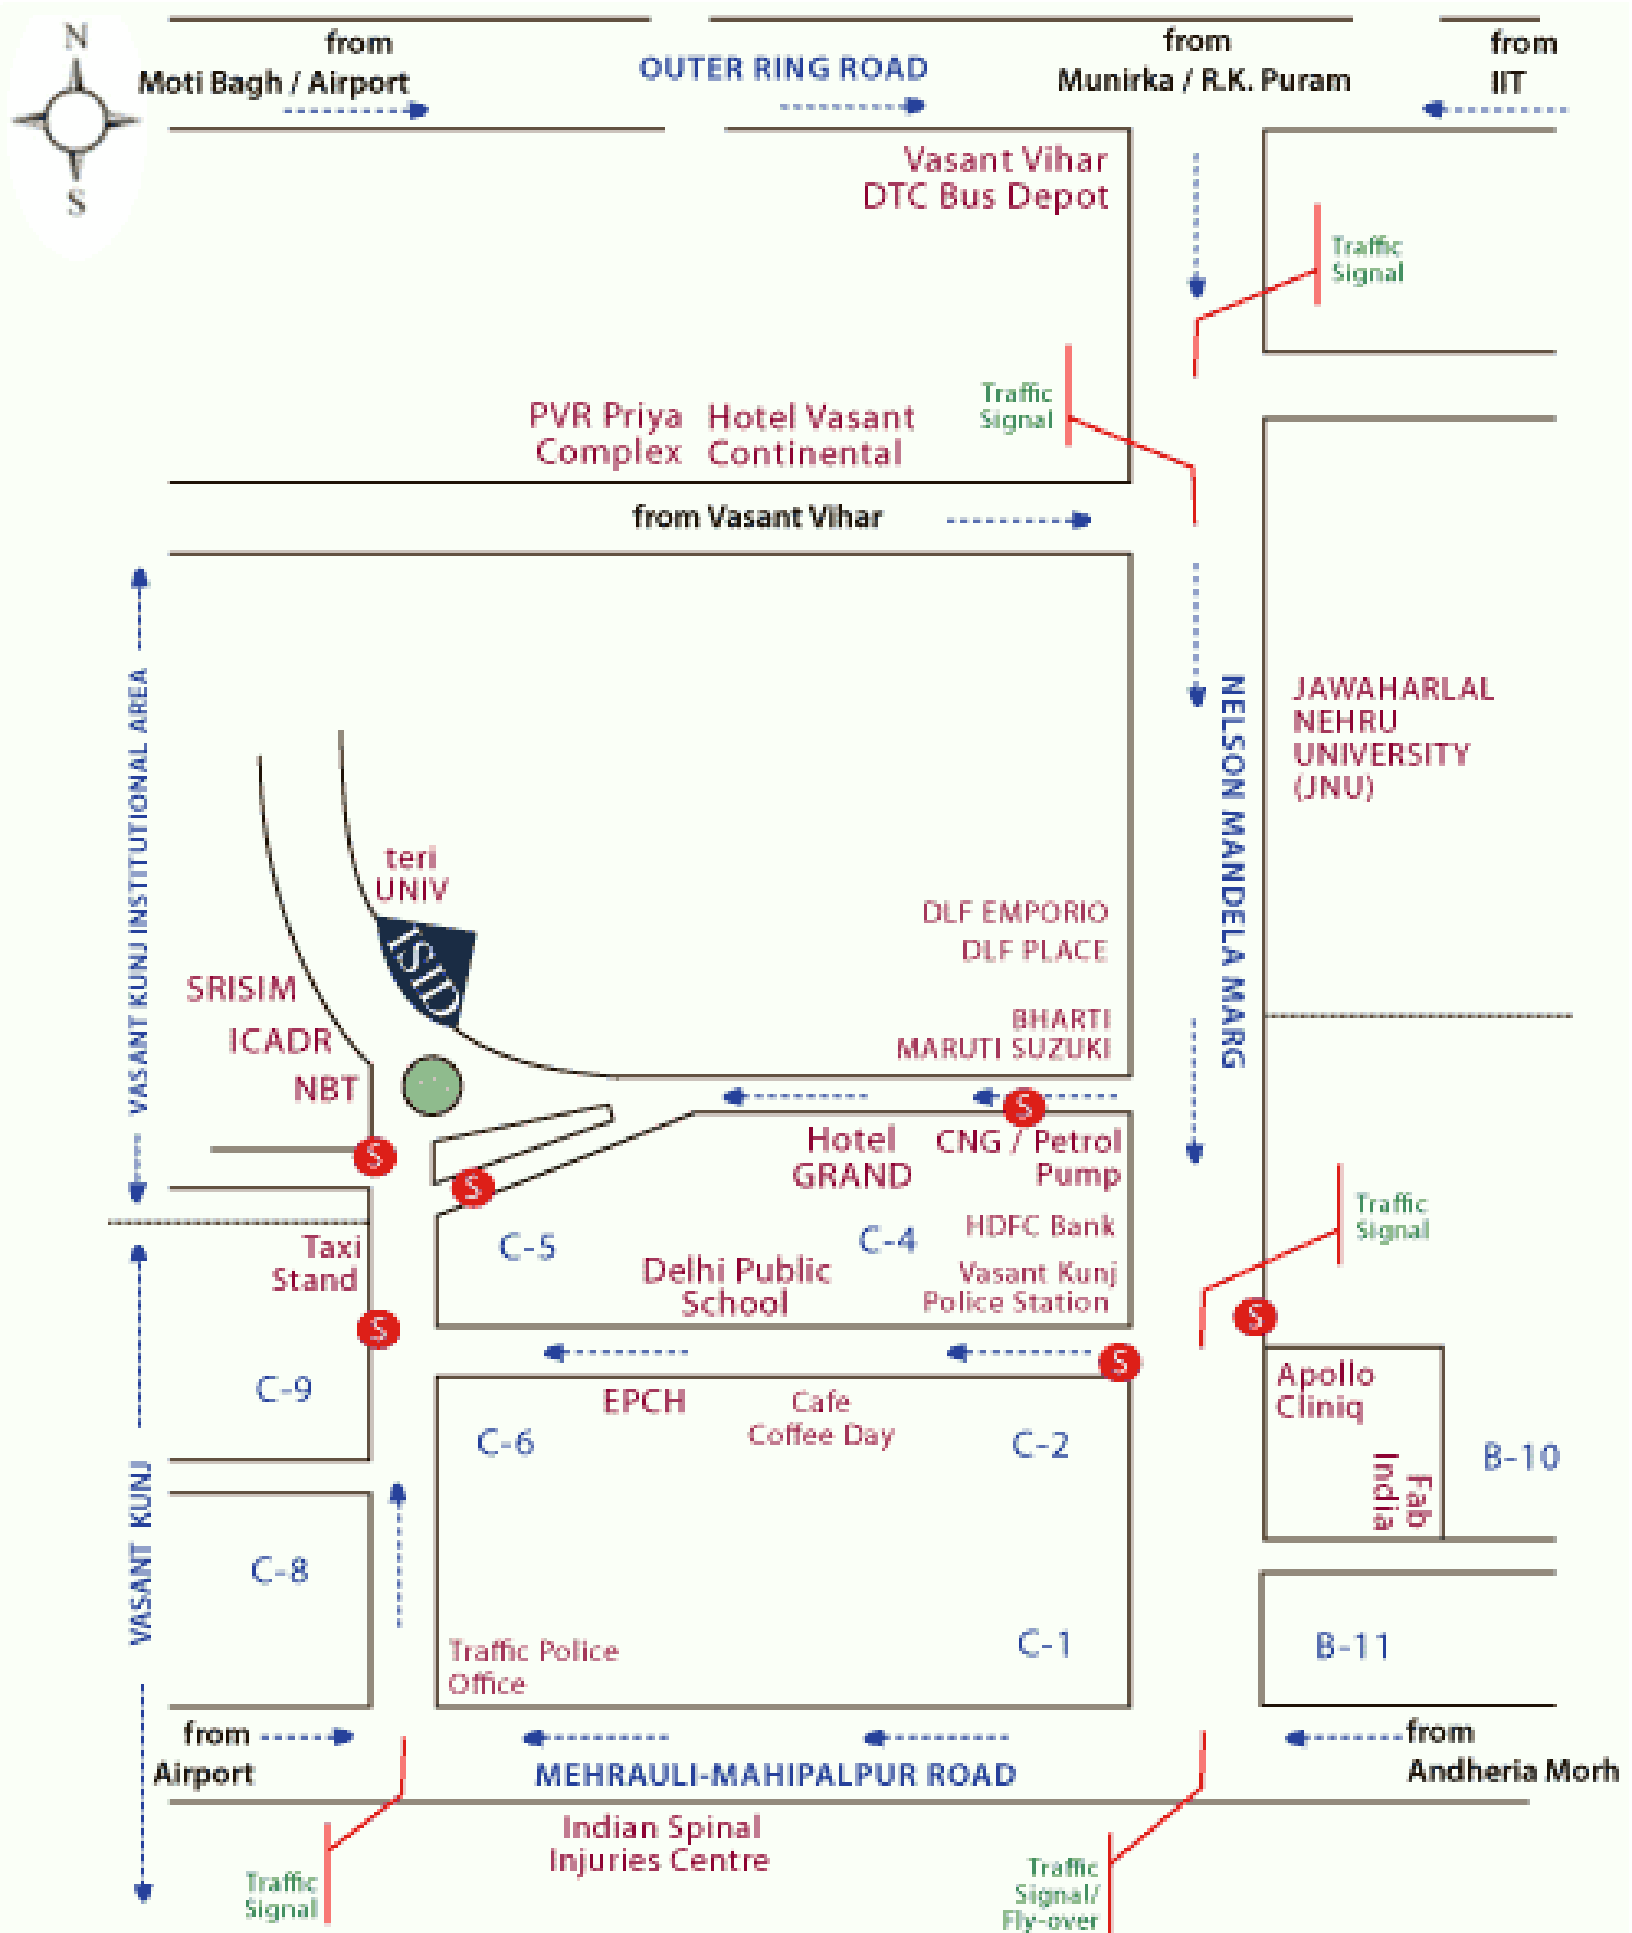 N
S
from
Moti Bagh / Airport
OUTER RING ROAD
from
Munirka / R.K. Puram
from
IIT
Vasant Vihar
DTC Bus Depot
Traffic
Signal
Traffic
Signal
PVR Priya
Complex
Hotel Vasant
Continental
from Vasant Vihar
VASANT KUNJ INSTITUTIONAL AREA
NELSON MANDELA MARG
JAWAHARLAL
NEHRU
UNIVERSITY
(JNU)
teri
UNIV
ISID
DLF EMPORIO
DLF PLACE
SRISIM
ICADR
NBT
BHARTI
MARUTI SUZUKI
S
S
S
Hotel
GRAND
CNG / Petrol
Pump
HDFC Bank
C-5
C-4
Delhi Public
School
Vasant Kunj
Police Station
Traffic
Signal
Taxi
Stand
S
S
S
C-9
EPCH
Cafe
Coffee Day
C-6
C-2
Apollo
Cliniq
Fab
India
B-10
VASANT KUNJ
C-8
Traffic Police
Office
C-1
B-11
from
Airport
MEHRAULI-MAHIPALPUR ROAD
from
Andheria Morh
Indian Spinal
Injuries Centre
Traffic
Signal
Traffic
Signal/
Fly-over